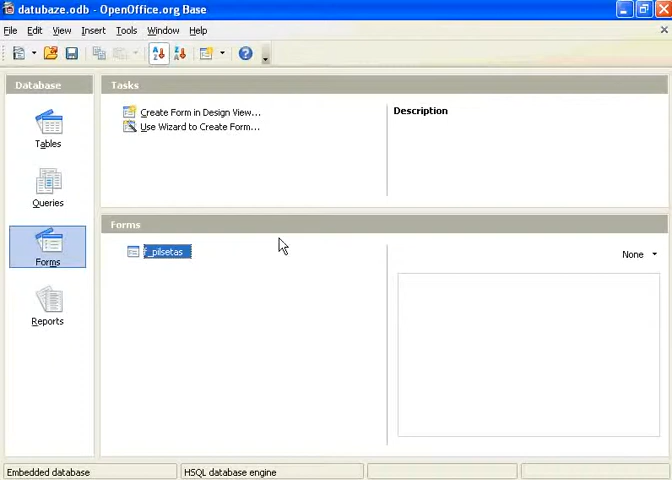 datubaze.odb - OpenOffice.org Base
File Edit View Insert Tools Window Help
Database
Tables
Queries
Forms
Reports
Tasks
Create Form in Design View...
Use Wizard to Create Form...
Description
Forms
f_pilsetas
None
Embedded database
HSQL database engine